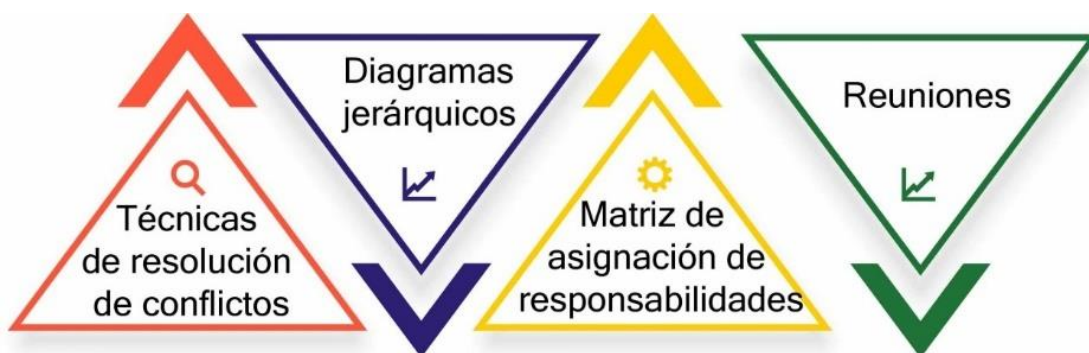 Técnicas
de resolución
de conflictos
Diagramas
jerárquicos
Matriz de
asignación de
responsabilidades
Reuniones